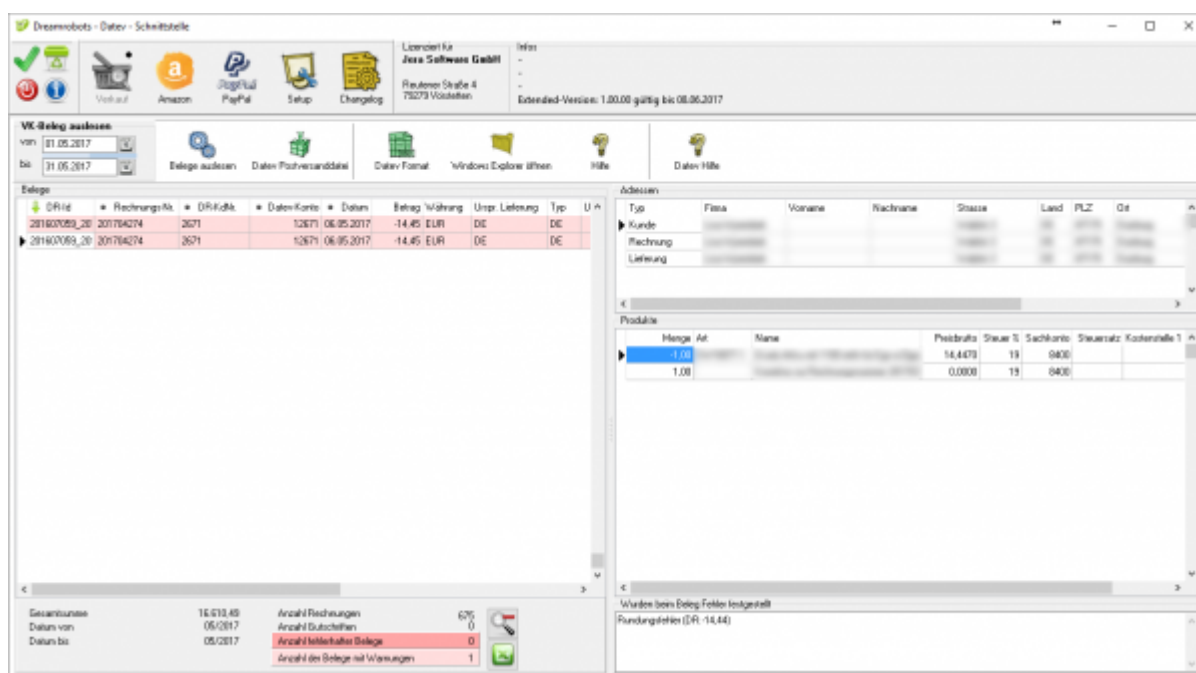 Dreamrobots - Datev - Schnittstelle
Lizenziert für
Jera Software GmbH
Reutener Straße 4
79279 Vörstetten
Infos
-
-
-
Extended-Version: 1.00.00 gültig bis 08.06.2017
Verkauf
Amazon
PayPal
PayPal
Setup
Changelog
VK-Beleg auslesen
von 01.05.2017
bis 31.05.2017
Belege auslesen
Datev Postversanddatei
Datev Format
Windows Explorer öffnen
Hilfe
Datev Hilfe
Belege
DR-Id Rechnungs-Nr. DR-KdNr. Datev-Konto Datum Betrag Währung Urspr. Lieferung Typ U
201607059_20 201704274 2671 12671 06.05.2017 -14,45 EUR DE DE
201607059_20 201704274 2671 12671 06.05.2017 -14,45 EUR DE DE
Gesamtsumme 16.610,49
Datum von 05/2017
Datum bis 05/2017
Anzahl Rechnungen 675
Anzahl Gutschriften 0
Anzahl fehlerhafter Belege 0
Anzahl der Belege mit Warnungen 1
Adressen
Typ Firma Vorname Nachname Strasse Land PLZ Ort
Kunde
Rechnung
Lieferung
Produkte
Menge Art Name Preisbrutto Steuer % Sachkonto Steuersatz Kostenstelle 1
-1,00 14,4470 19 8400
1,00 0,0000 19 8400
Wurden beim Beleg Fehler festgestellt
Rundungsfehler (DR: -14,44)